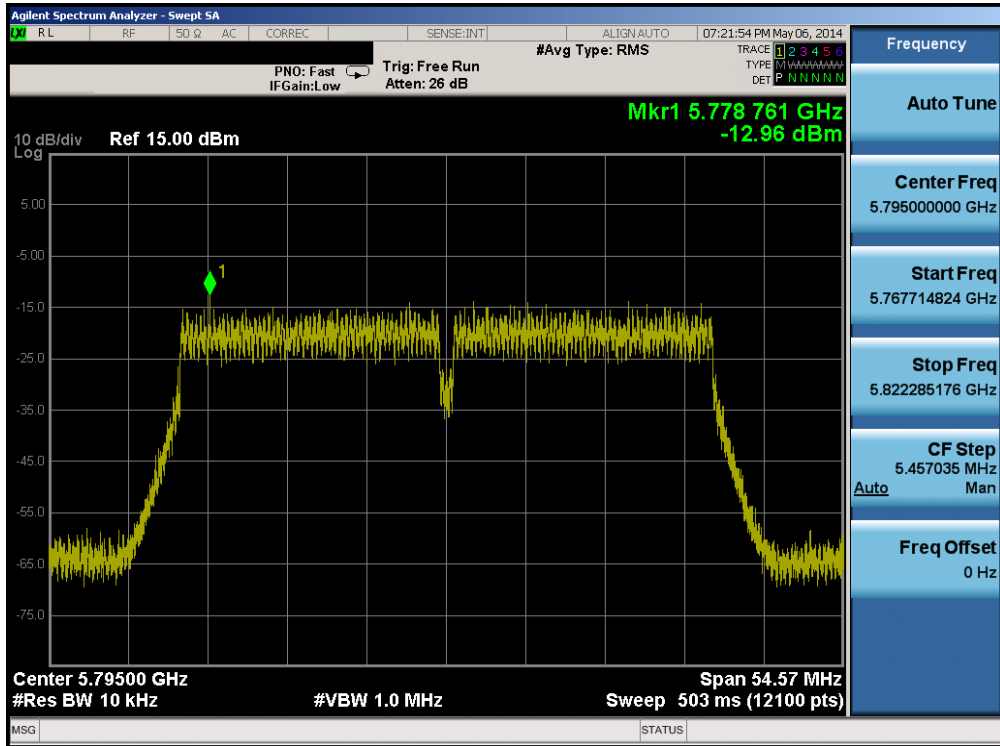 Agilent Spectrum Analyzer - Swept SA
LXI RL RF 50 Ω AC CORREC SENSE:INT ALIGN AUTO 07:21:54 PM May 06, 2014
#Avg Type: RMS TRACE 1 2 3 4 5 6
PNO: Fast Trig: Free Run TYPE M WWWWW
IFGain:Low Atten: 26 dB DET P N N N N N
Mkr1 5.778 761 GHz
10 dB/div Ref 15.00 dBm -12.96 dBm
Log
5.00
-5.00
1
-15.0
-25.0
-35.0
-45.0
-55.0
-65.0
-75.0
Center 5.79500 GHz Span 54.57 MHz
#Res BW 10 kHz #VBW 1.0 MHz Sweep 503 ms (12100 pts)
MSG STATUS
Frequency
Auto Tune
Center Freq
5.795000000 GHz
Start Freq
5.767714824 GHz
Stop Freq
5.822285176 GHz
CF Step
5.457035 MHz
Auto Man
Freq Offset
0 Hz